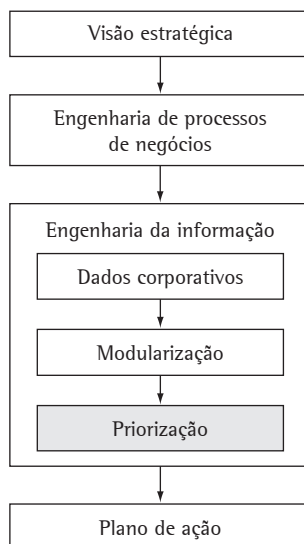 Visão estratégica
Engenharia de processos
de negócios
Engenharia da informação
Dados corporativos
Modularização
Priorização
Plano de ação